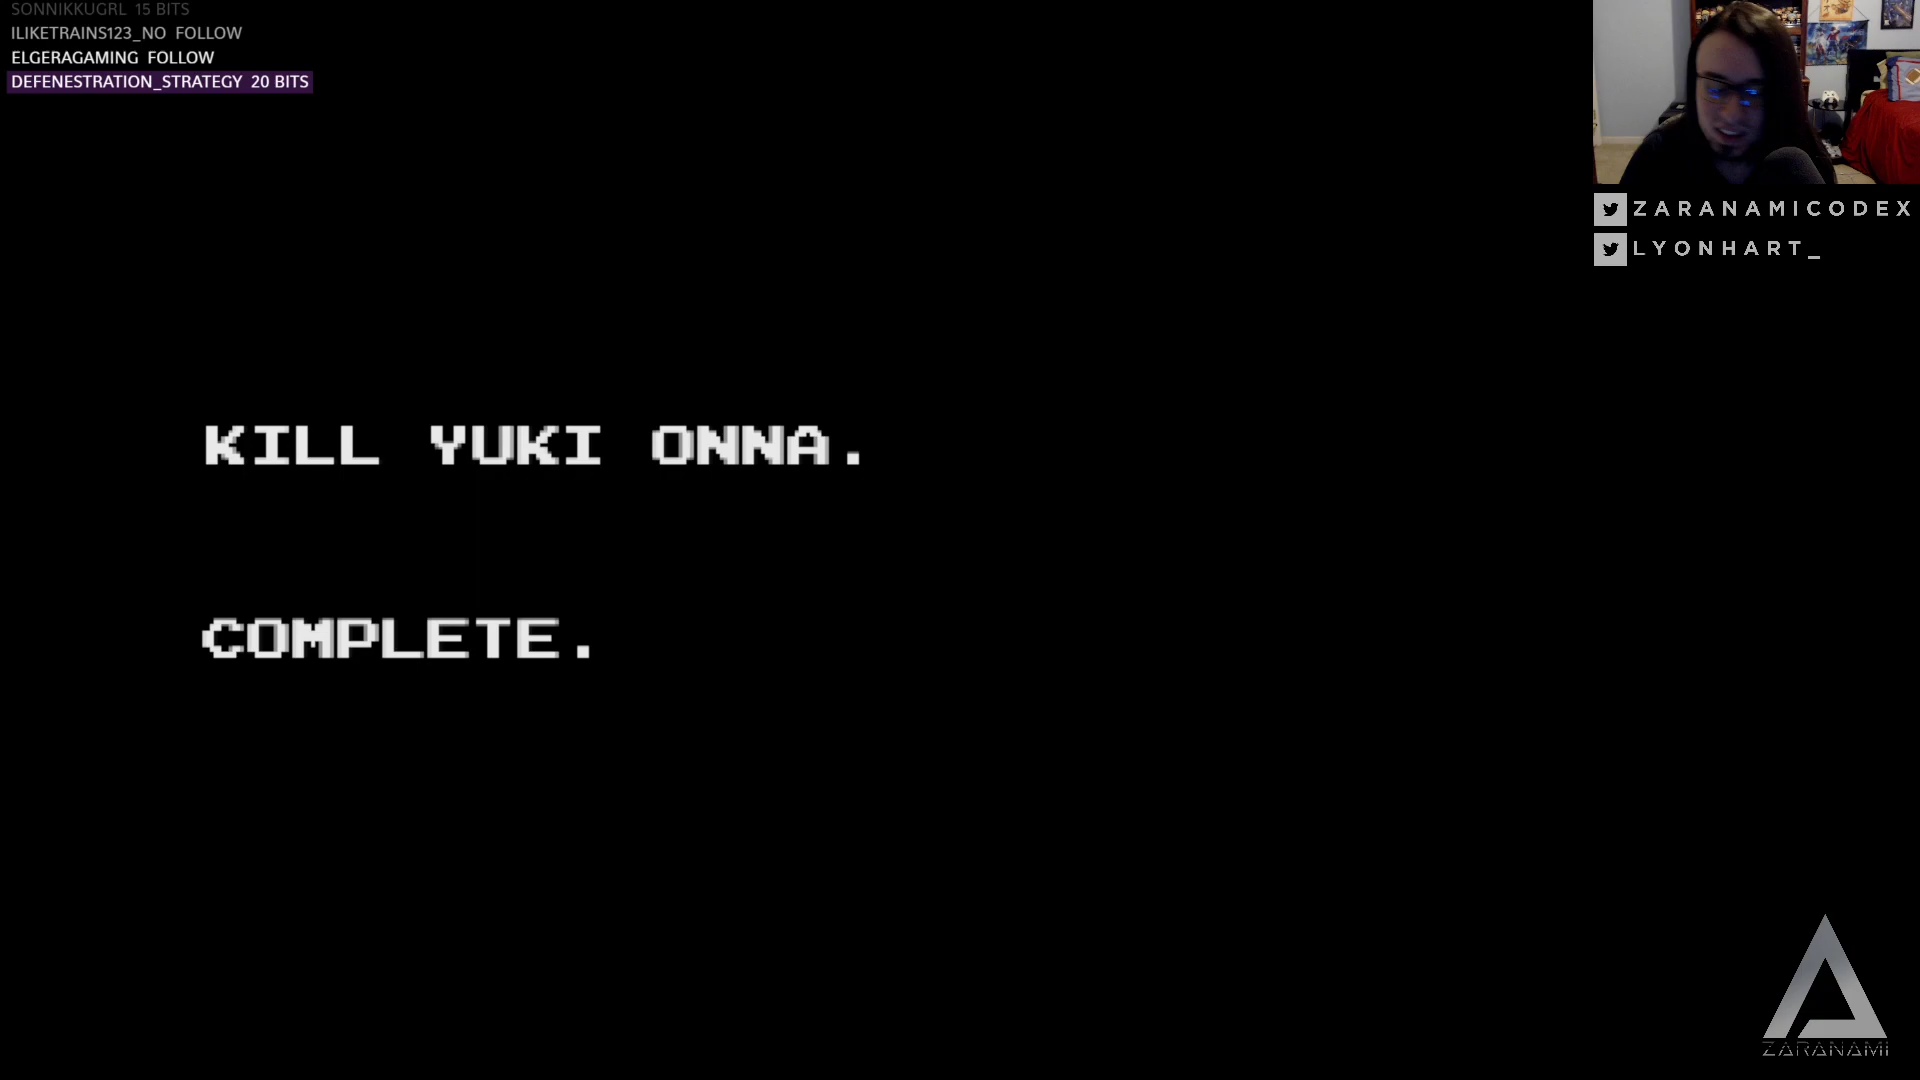 SONNIKKUGRL 15 BITS
ILIKETRAINS123_NO FOLLOW
ELGERAGAMING FOLLOW
DEFENESTRATION_STRATEGY 20 BITS
ZARANAMICODEX
LYONHART_
KILL YUKI ONNA.
COMPLETE.
ZARANAMI